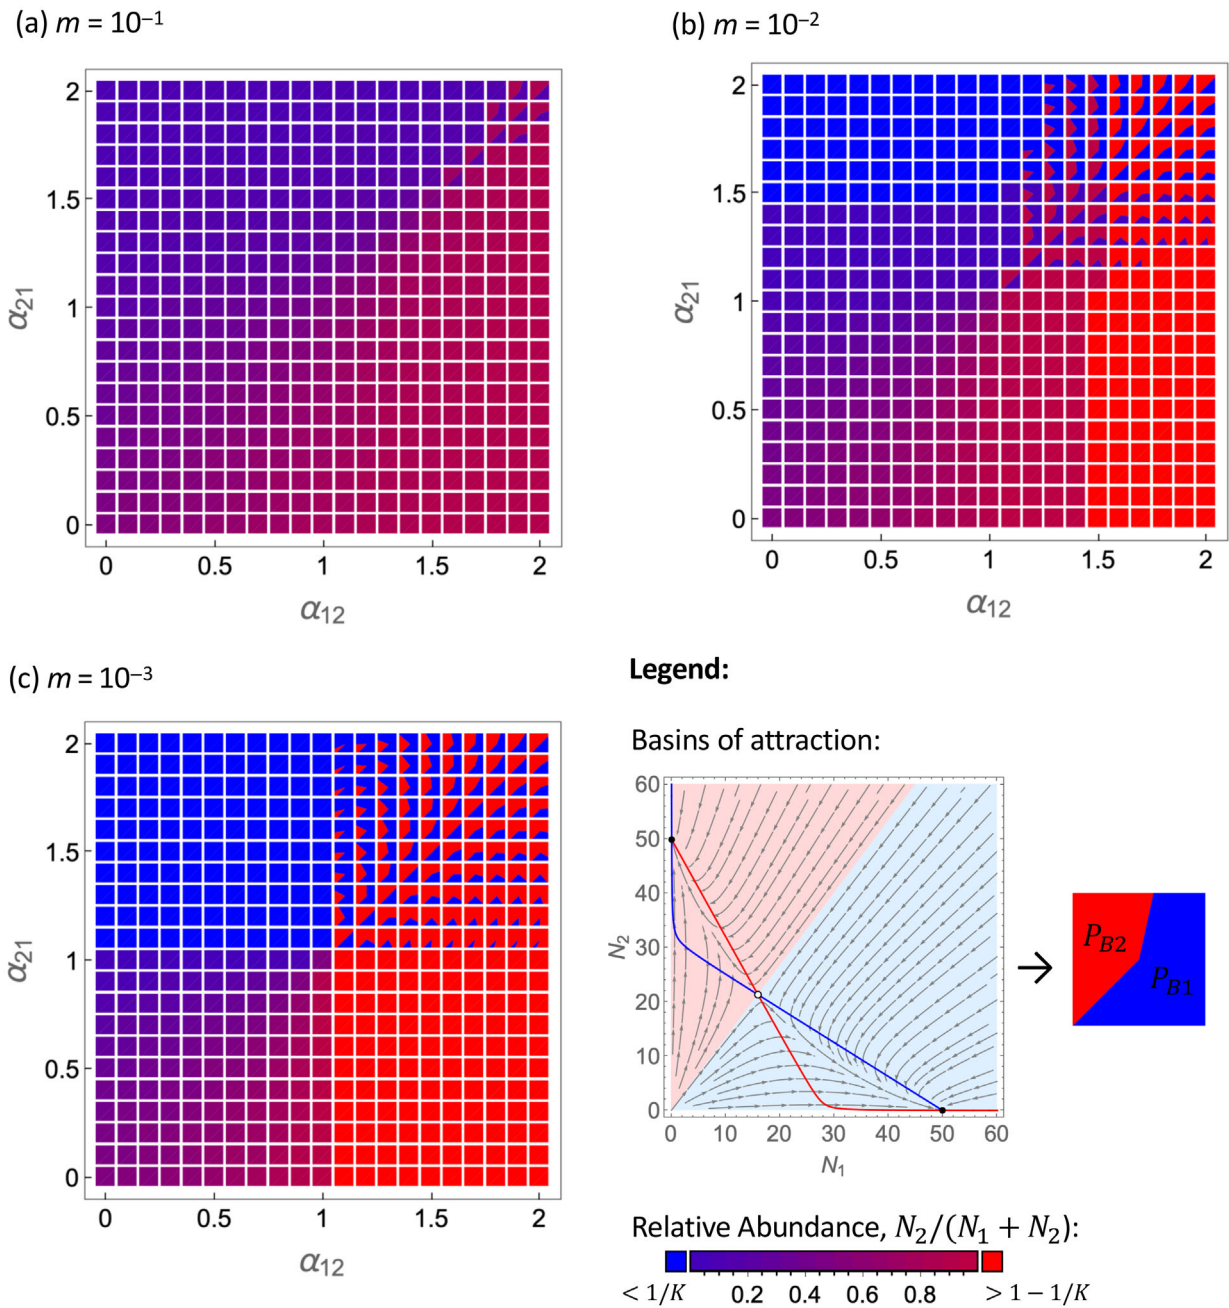 (a) m = 10⁻¹
(b) m = 10⁻²
2
1.5
1
0.5
0
α₂₁
0 0.5 1 1.5 2
α₁₂
2
1.5
1
0.5
0
α₂₁
0 0.5 1 1.5 2
α₁₂
(c) m = 10⁻³
2
1.5
1
0.5
0
α₂₁
0 0.5 1 1.5 2
α₁₂
Legend:
Basins of attraction:
60
50
40
30
20
10
0
N₂
0 10 20 30 40 50 60
N₁
P_B2
P_B1
Relative Abundance, N₂/(N₁ + N₂):
< 1/K 0.2 0.4 0.6 0.8 > 1 − 1/K